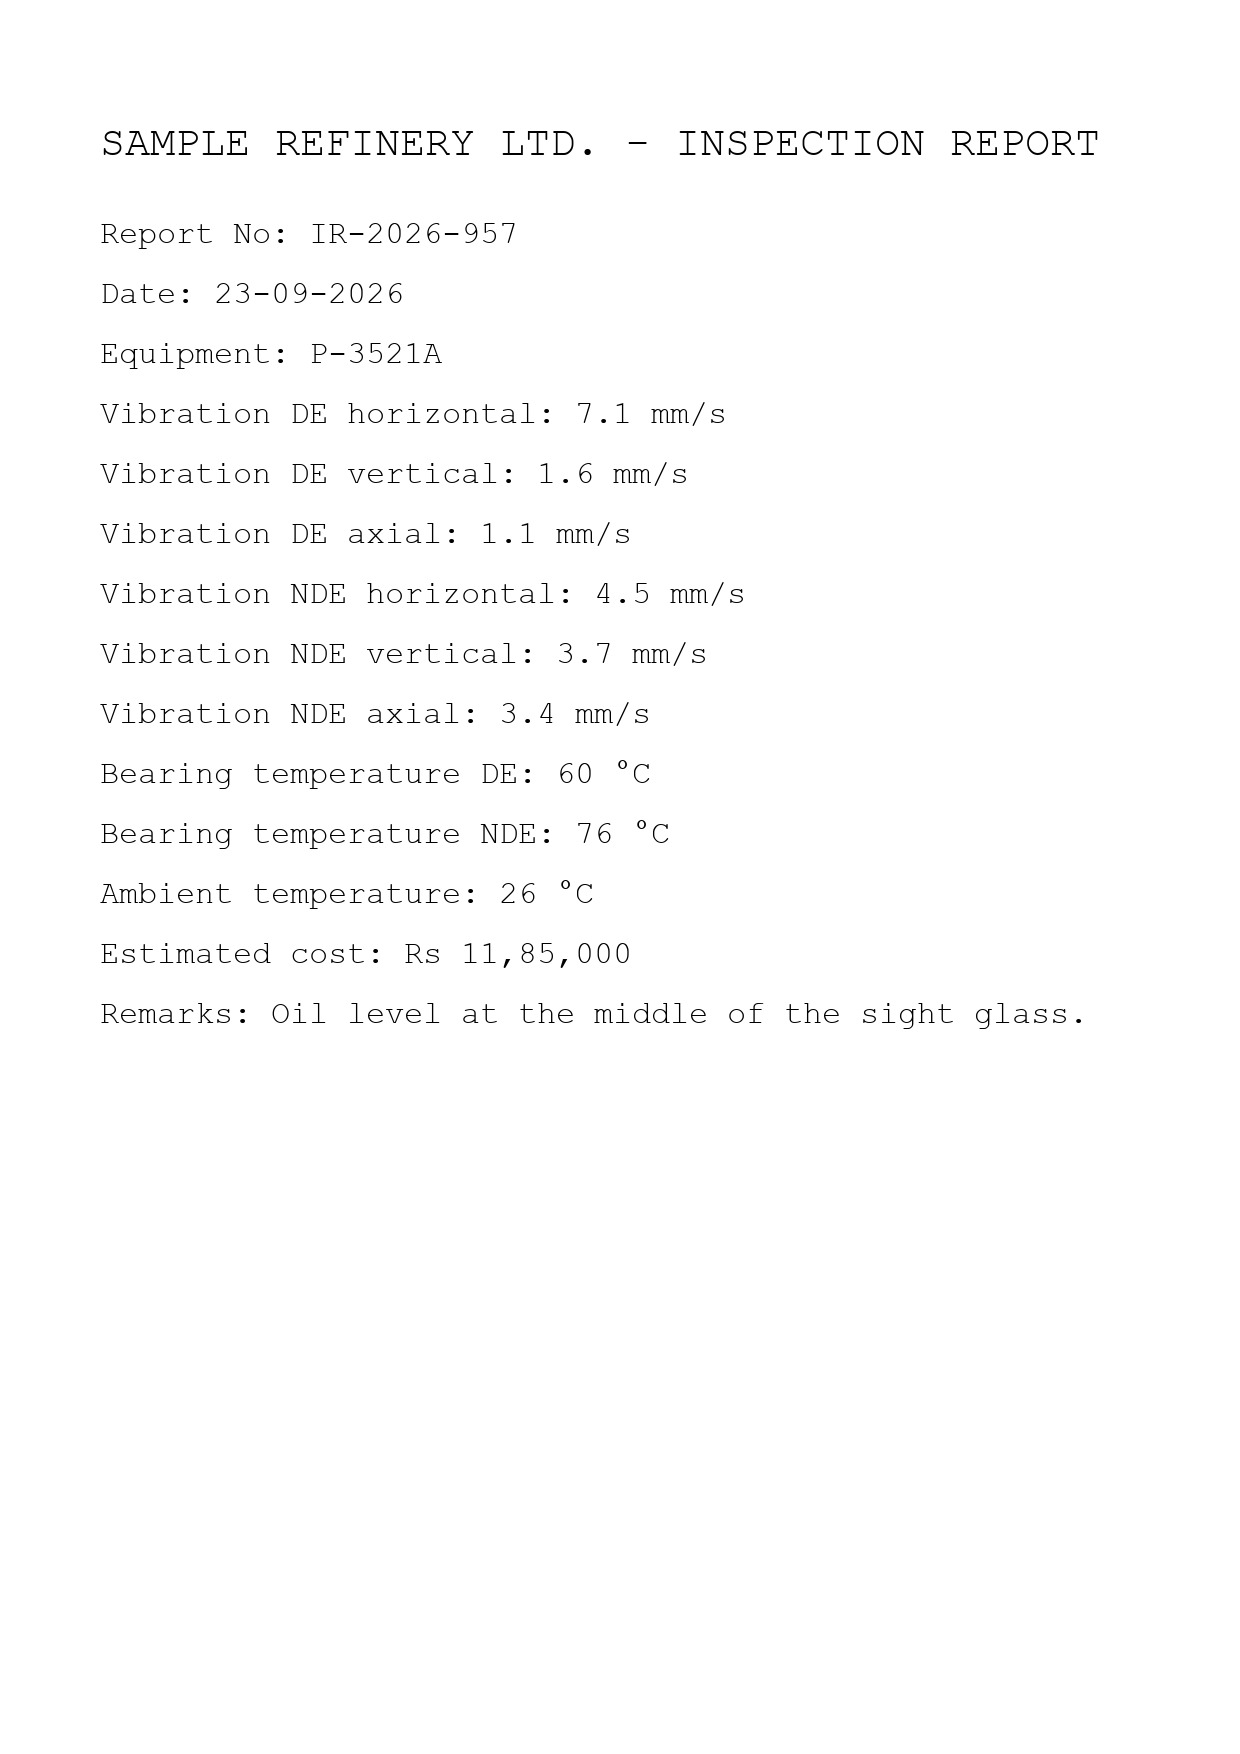 SAMPLE REFINERY LTD. - INSPECTION REPORT
Report No: IR-2026-957
Date: 23-09-2026
Equipment: P-3521A
Vibration DE horizontal: 7.1 mm/s
Vibration DE vertical: 1.6 mm/s
Vibration DE axial: 1.1 mm/s
Vibration NDE horizontal: 4.5 mm/s
Vibration NDE vertical: 3.7 mm/s
Vibration NDE axial: 3.4 mm/s
Bearing temperature DE: 60 °C
Bearing temperature NDE: 76 °C
Ambient temperature: 26 °C
Estimated cost: Rs 11,85,000
Remarks: Oil level at the middle of the sight glass.